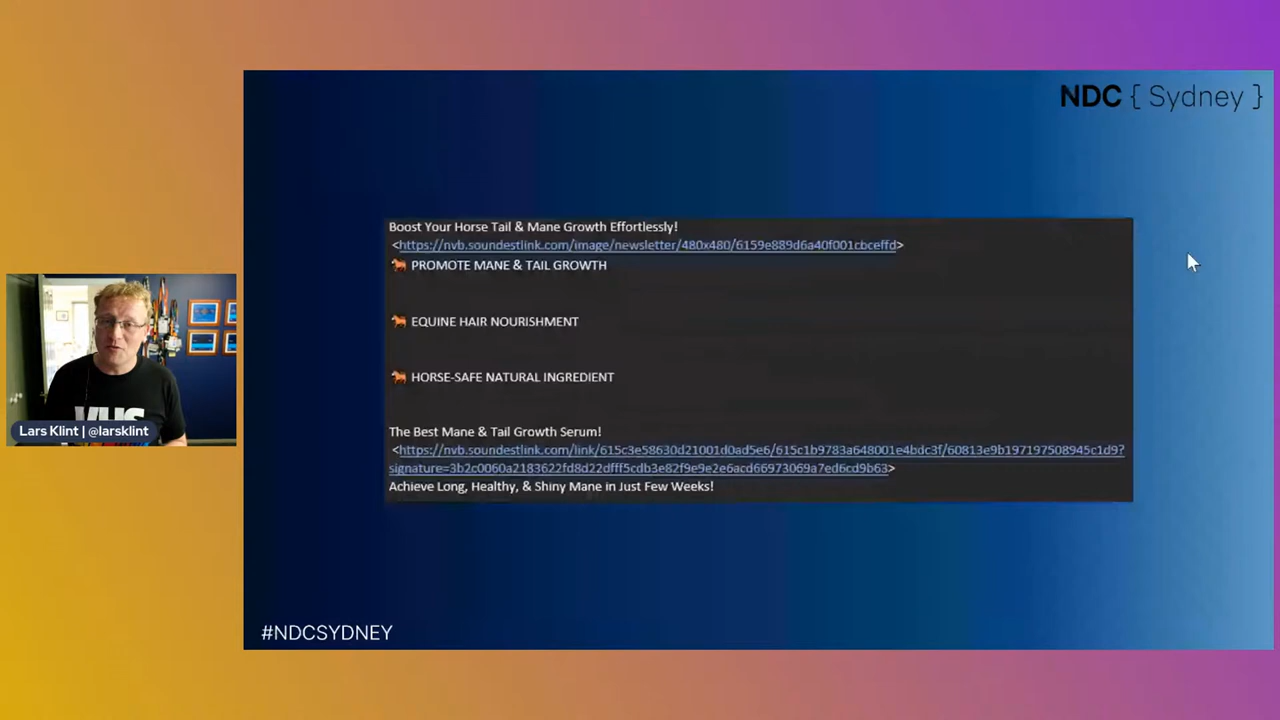 NDC { Sydney }
Boost Your Horse Tail & Mane Growth Effortlessly!
<https://nvb.soundestlink.com/image/newsletter/480x480/6159e889d6a40f001cbceffd>
PROMOTE MANE & TAIL GROWTH
EQUINE HAIR NOURISHMENT
HORSE-SAFE NATURAL INGREDIENT
The Best Mane & Tail Growth Serum!
<https://nvb.soundestlink.com/link/615c3e58630d21001d0ad5e6/615c1b9783a648001e4bdc3f/60813e9b197197508945c1d9?
signature=3b2c0060a2183622fd8d22dfff5cdb3e82f9e9e2e6acd66973069a7ed6cd9b63>
Achieve Long, Healthy, & Shiny Mane in Just Few Weeks!
Lars Klint | @larsklint
#NDCSYDNEY